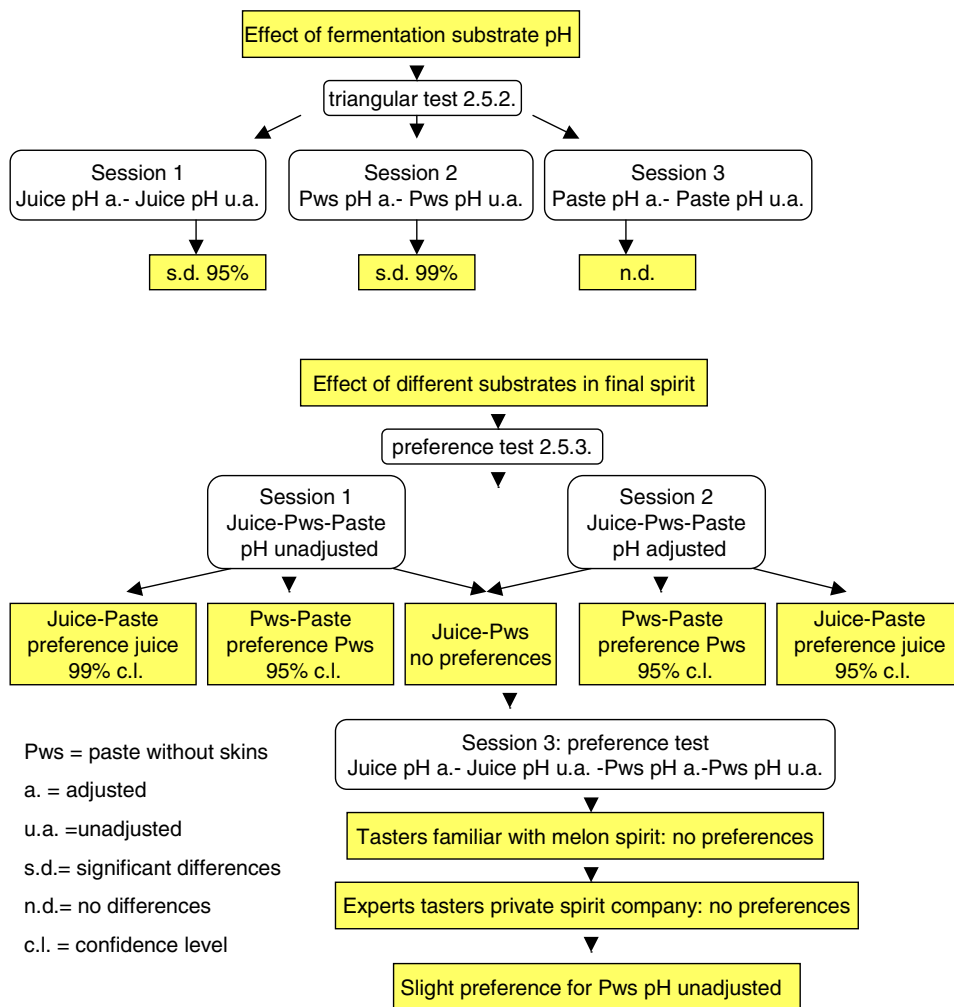 Effect of fermentation substrate pH
triangular test 2.5.2.
Session 1
Juice pH a.- Juice pH u.a.
Session 2
Pws pH a.- Pws pH u.a.
Session 3
Paste pH a.- Paste pH u.a.
s.d. 95%
s.d. 99%
n.d.
Effect of different substrates in final spirit
preference test 2.5.3.
Session 1
Juice-Pws-Paste
pH unadjusted
Session 2
Juice-Pws-Paste
pH adjusted
Juice-Paste
preference juice
99% c.l.
Pws-Paste
preference Pws
95% c.l.
Juice-Pws
no preferences
Pws-Paste
preference Pws
95% c.l.
Juice-Paste
preference juice
95% c.l.
Session 3: preference test
Juice pH a.- Juice pH u.a. -Pws pH a.-Pws pH u.a.
Tasters familiar with melon spirit: no preferences
Experts tasters private spirit company: no preferences
Slight preference for Pws pH unadjusted
Pws = paste without skins
a. = adjusted
u.a. =unadjusted
s.d.= significant differences
n.d.= no differences
c.l. = confidence level